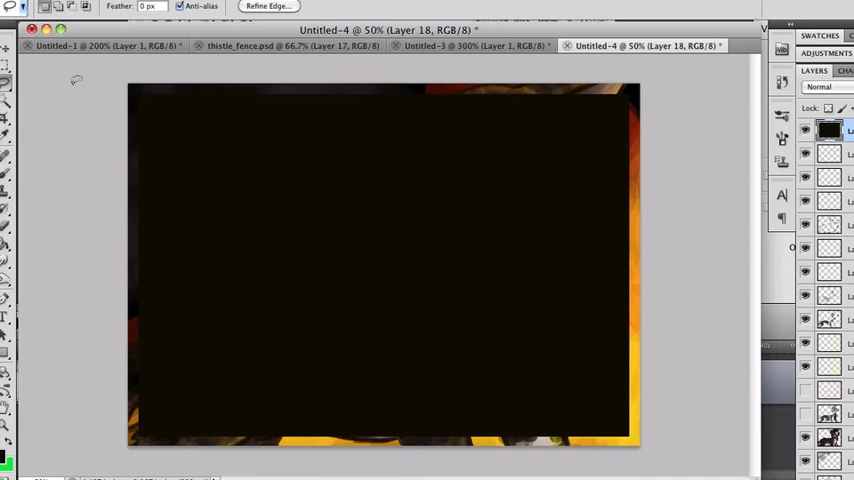 Feather: 0 px Anti-alias Refine Edge...
Untitled-4 @ 50% (Layer 18, RGB/8) *
Untitled-1 @ 200% (Layer 1, RGB/8) * thistle_fence.psd @ 66.7% (Layer 17, RGB/8) Untitled-3 @ 300% (Layer 1, RGB/8) * Untitled-4 @ 50% (Layer 18, RGB/8) *
SWATCHES
ADJUSTMENTS
LAYERS CHA
Normal
Lock: